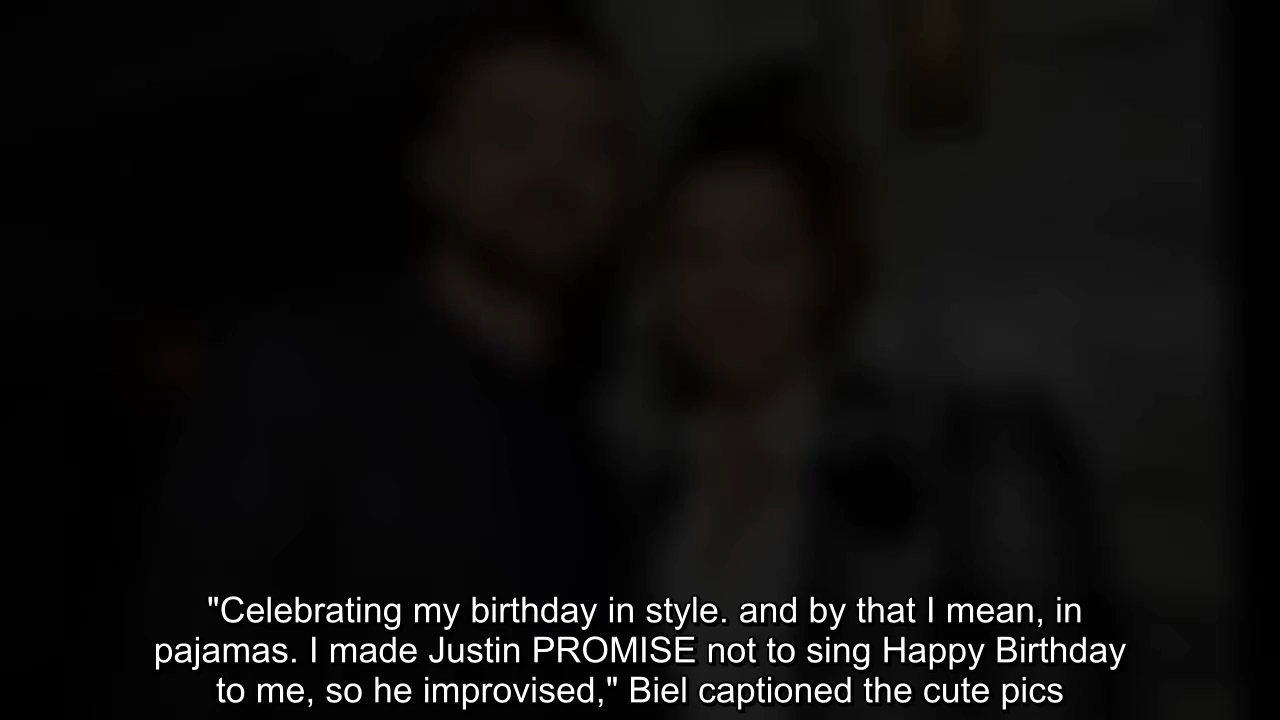 "Celebrating my birthday in style. and by that I mean, in
pajamas. I made Justin PROMISE not to sing Happy Birthday
to me, so he improvised," Biel captioned the cute pics